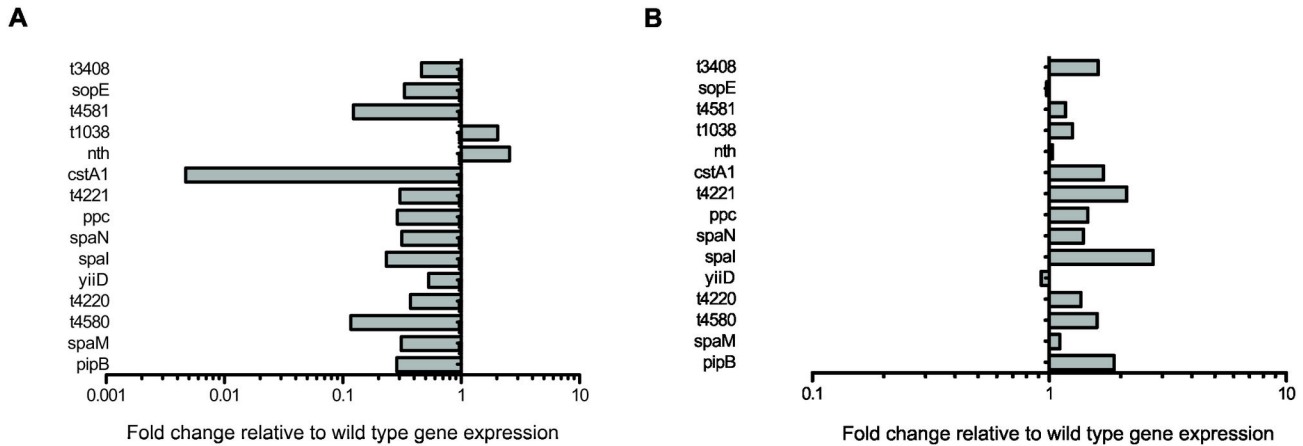 A
t3408
sopE
t4581
t1038
nth
cstA1
t4221
ppc
spaN
spaI
yiiD
t4220
t4580
spaM
pipB
0.001 0.01 0.1 1 10
Fold change relative to wild type gene expression
B
t3408
sopE
t4581
t1038
nth
cstA1
t4221
ppc
spaN
spaI
yiiD
t4220
t4580
spaM
pipB
0.1 1 10
Fold change relative to wild type gene expression